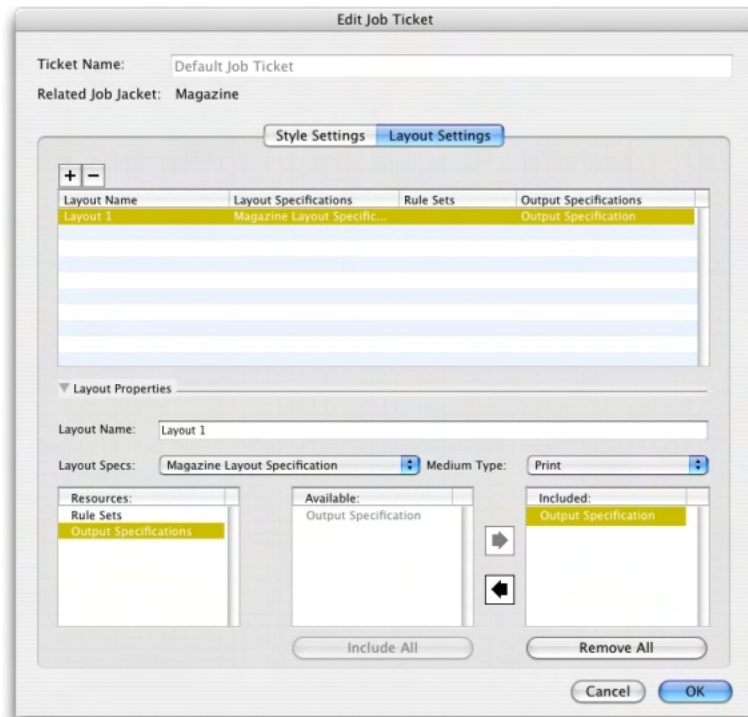 Edit Job Ticket
Ticket Name: Default Job Ticket
Related Job Jacket: Magazine
Style Settings Layout Settings
+ −
Layout Name Layout Specifications Rule Sets Output Specifications
Layout 1 Magazine Layout Specific... Output Specification
Layout Properties
Layout Name: Layout 1
Layout Specs: Magazine Layout Specification Medium Type: Print
Resources: Available: Included:
Rule Sets Output Specification Output Specification
Output Specifications
Include All Remove All
Cancel OK